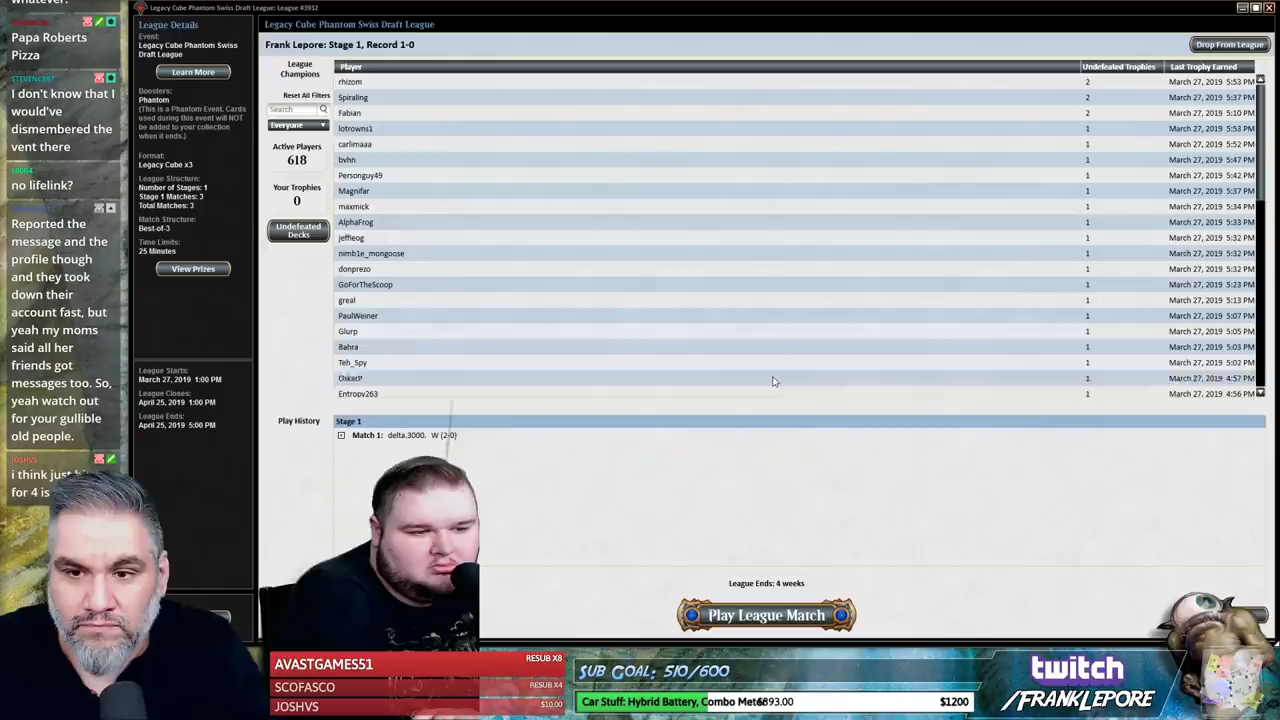 whatever.
Papa Roberts
Pizza
STEVENCE97
I don't know that I
would've
dismembered the
vent there
L00G4
no lifelink?
Reported the
message and the
profile though
and they took
down their
account fast, but
yeah my moms
said all her
friends got
messages too. So,
yeah watch out
for your gullible
old people.
JOSHVS
i think just
for 4 is
Legacy Cube Phantom Swiss Draft League: League #3932
League Details
Event:
Legacy Cube Phantom Swiss
Draft League
Learn More
Boosters:
Phantom
(This is a Phantom Event. Cards
used during this event will NOT
be added to your collection
when it ends.)
Format:
Legacy Cube x3
League Structure:
Number of Stages: 1
Stage 1 Matches: 3
Total Matches: 3
Match Structure:
Best-of-3
Time Limits:
25 Minutes
View Prizes
League Starts:
March 27, 2019 1:00 PM
League Closes:
April 25, 2019 1:00 PM
League Ends:
April 25, 2019 5:00 PM
Legacy Cube Phantom Swiss Draft League
Frank Lepore: Stage 1, Record 1-0
Drop From League
League
Champions
Reset All Filters
Search
Everyone
Active Players
618
Your Trophies
0
Undefeated
Decks
Player Undefeated Trophies Last Trophy Earned
rhizom 2 March 27, 2019 5:53 PM
Spiraling 2 March 27, 2019 5:37 PM
Fabian 2 March 27, 2019 5:10 PM
lotrowns1 1 March 27, 2019 5:53 PM
carlimaaa 1 March 27, 2019 5:52 PM
bvhn 1 March 27, 2019 5:47 PM
Personguy49 1 March 27, 2019 5:42 PM
Magnifar 1 March 27, 2019 5:37 PM
maxmick 1 March 27, 2019 5:34 PM
AlphaFrog 1 March 27, 2019 5:33 PM
jeffieog 1 March 27, 2019 5:32 PM
nimb1e_mongoose 1 March 27, 2019 5:32 PM
donprezo 1 March 27, 2019 5:32 PM
GoForTheScoop 1 March 27, 2019 5:23 PM
greal 1 March 27, 2019 5:13 PM
PaulWeiner 1 March 27, 2019 5:07 PM
Glurp 1 March 27, 2019 5:05 PM
Bahra 1 March 27, 2019 5:03 PM
Teh_Spy 1 March 27, 2019 5:02 PM
OskarP 1 March 27, 2019 4:57 PM
Entropy263 1 March 27, 2019 4:56 PM
Play History
Stage 1
Match 1: delta.3000. W (2-0)
League Ends: 4 weeks
Play League Match
AVASTGAMES51 RESUB X8
SCOFASCO RESUB X4
JOSHVS $10.00
SUB GOAL: 510/600
Car Stuff: Hybrid Battery, Combo $1200
twitch
/FRANKLEPORE